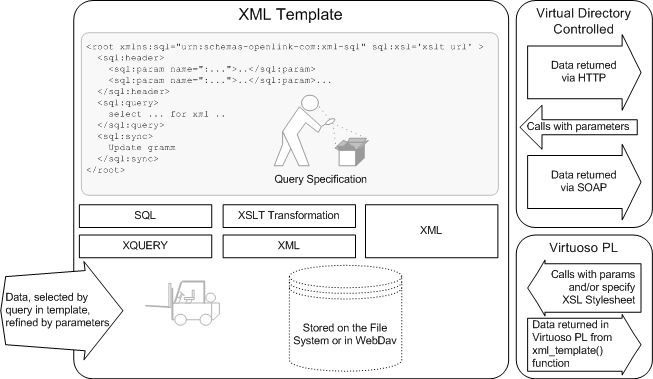 XML Template
<root xmlns:sql="urn:schemas-openlink-com:xml-sql" sql:xsl='xslt url' >
<sql:header>
<sql:param name=":...">..</sql:param>
<sql:param name=":...">..</sql:param>...
</sql:header>
<sql:query>
select ... for xml ..
</sql:query>
<sql:sync>
Update gramm
</sql:sync>
</root>
Query Specification
SQL
XSLT Transformation
XML
XQUERY
XML
Data, selected by
query in template,
refined by parameters
Stored on the File
System or in WebDav
Virtual Directory
Controlled
Data returned
via HTTP
Calls with parameters
Data returned
via SOAP
Virtuoso PL
Calls with params
and/or specify
XSL Stylesheet
Data returned in
Virtuoso PL from
xml_template()
function